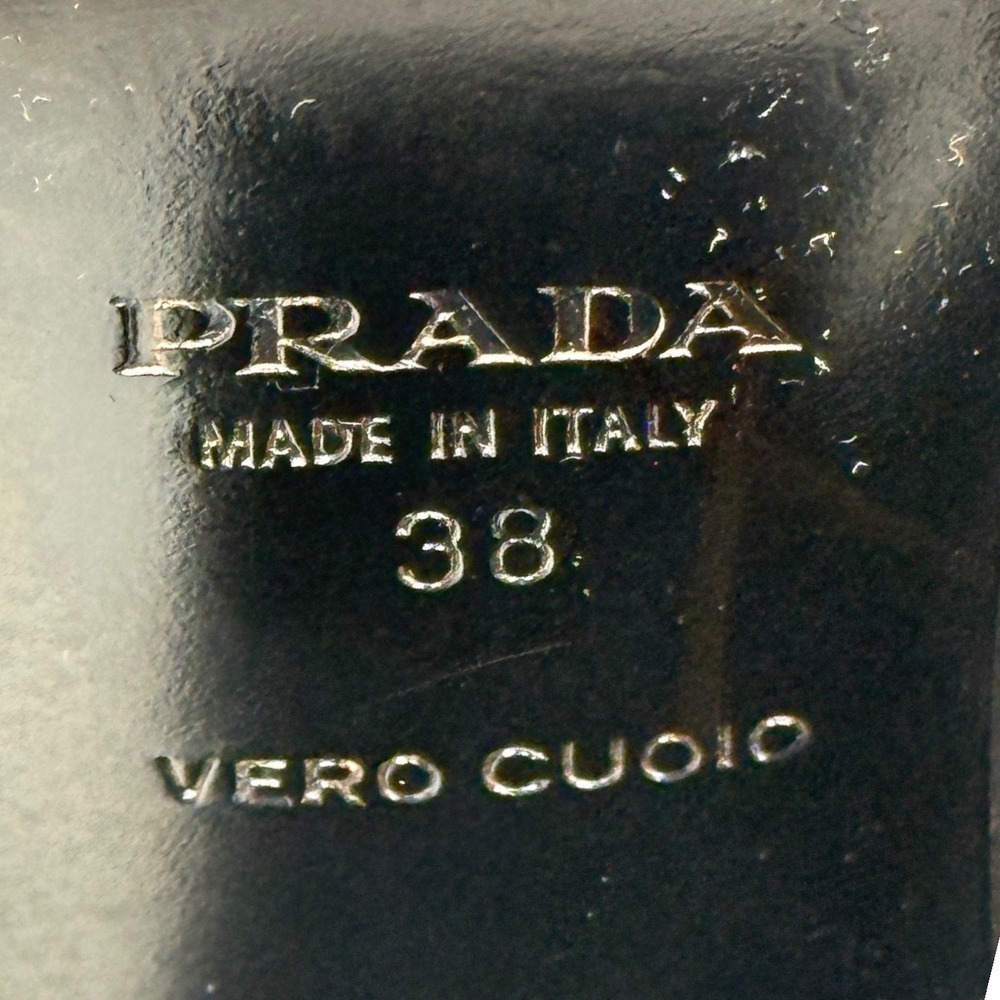 PRADA
MADE IN ITALY
38
VERO CUOIO